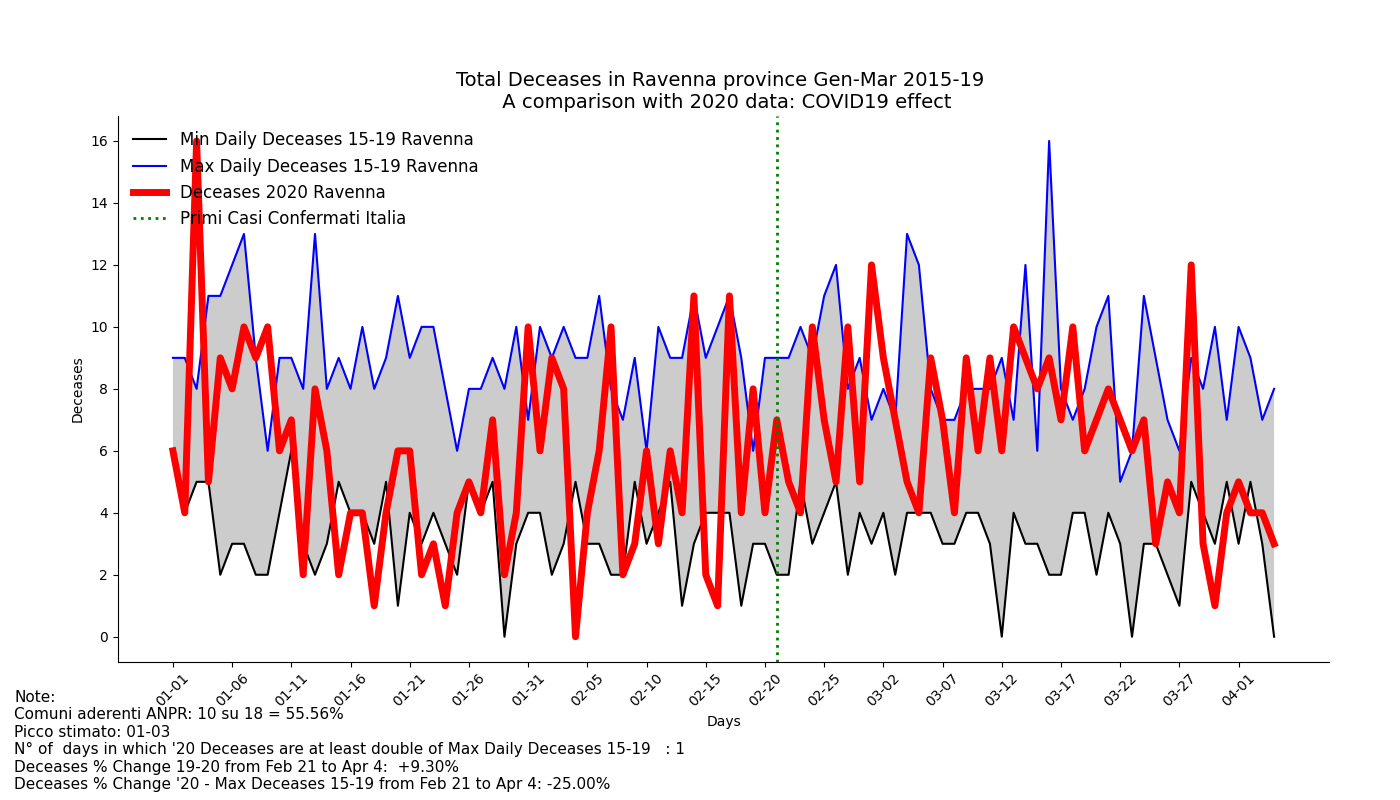 Total Deceases in Ravenna province Gen-Mar 2015-19
A comparison with 2020 data: COVID19 effect
Min Daily Deceases 15-19 Ravenna
Max Daily Deceases 15-19 Ravenna
Deceases 2020 Ravenna
Primi Casi Confermati Italia
Deceases
16
14
12
10
8
6
4
2
0
01-01 01-06 01-11 01-16 01-21 01-26 01-31 02-05 02-10 02-15 02-20 02-25 03-02 03-07 03-12 03-17 03-22 03-27 04-01
Days
Note:
Comuni aderenti ANPR: 10 su 18 = 55.56%
Picco stimato: 01-03
N° of  days in which '20 Deceases are at least double of Max Daily Deceases 15-19   : 1
Deceases % Change 19-20 from Feb 21 to Apr 4:  +9.30%
Deceases % Change '20 - Max Deceases 15-19 from Feb 21 to Apr 4: -25.00%